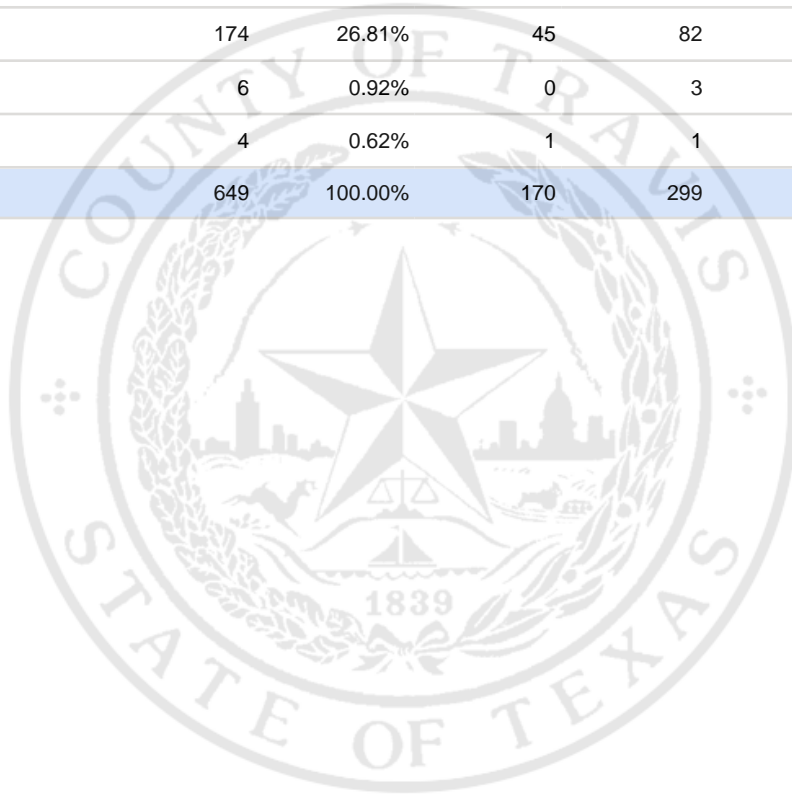 174 26.81% 45 82
6 0.92% 0 3
4 0.62% 1 1
649 100.00% 170 299
COUNTY OF TRAVIS
1839
STATE OF TEXAS